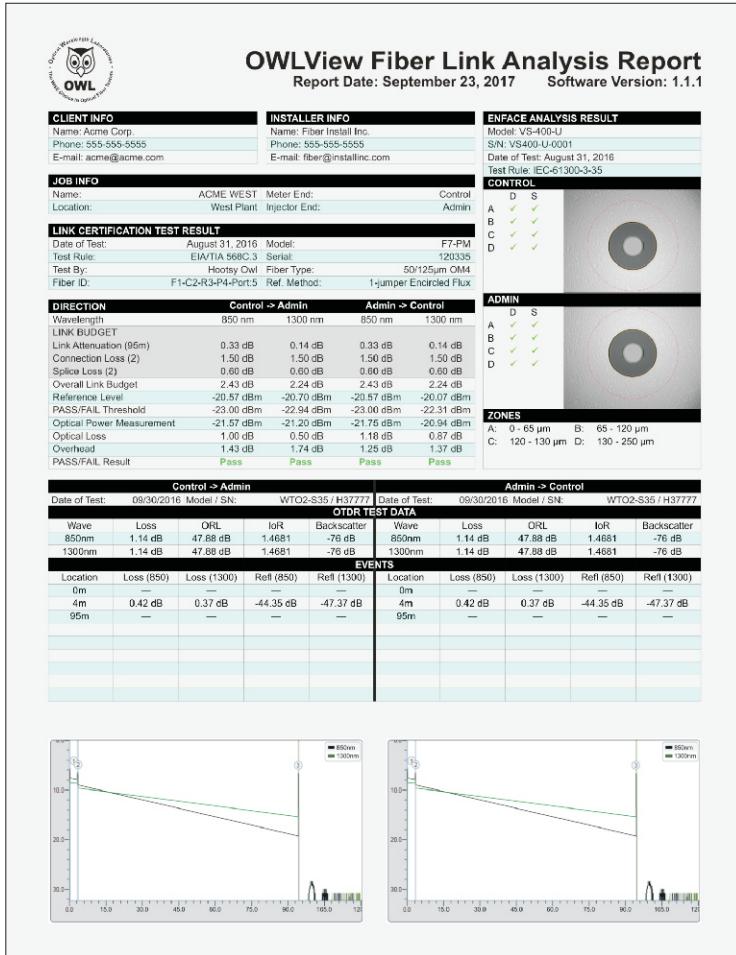 Optical Wavelength Laboratories
OWL
OWLView Fiber Link Analysis Report
Report Date: September 23, 2017 Software Version: 1.1.1
CLIENT INFO
Name: Acme Corp.
Phone: 555-555-5555
E-mail: acme@acme.com
INSTALLER INFO
Name: Fiber Install Inc.
Phone: 555-555-5555
E-mail: fiber@installinc.com
ENFACE ANALYSIS RESULT
Model: VS-400-U
S/N: VS400-U-0001
Date of Test: August 31, 2016
Test Rule: IEC-61300-3-35
CONTROL
D S
A ✓ ✓
B ✓ ✓
C ✓ ✓
D ✓ ✓
ADMIN
D S
A ✓ ✓
B ✓ ✓
C ✓ ✓
D ✓ ✓
ZONES
A: 0 - 65 µm B: 65 - 120 µm
C: 120 - 130 µm D: 130 - 250 µm
JOB INFO
Name: ACME WEST Meter End: Control
Location: West Plant Injector End: Admin
LINK CERTIFICATION TEST RESULT
Date of Test: August 31, 2016 Model: F7-PM
Test Rule: EIA/TIA 568C.3 Serial: 120335
Test By: Hootsy Owl Fiber Type: 50/125µm OM4
Fiber ID: F1-C2-R3-P4-Port:5 Ref. Method: 1-jumper Encircled Flux
DIRECTION Control -> Admin Admin -> Control
Wavelength 850 nm 1300 nm 850 nm 1300 nm
LINK BUDGET
Link Attenuation (95m) 0.33 dB 0.14 dB 0.33 dB 0.14 dB
Connection Loss (2) 1.50 dB 1.50 dB 1.50 dB 1.50 dB
Splice Loss (2) 0.60 dB 0.60 dB 0.60 dB 0.60 dB
Overall Link Budget 2.43 dB 2.24 dB 2.43 dB 2.24 dB
Reference Level -20.57 dBm -20.70 dBm -20.57 dBm -20.07 dBm
PASS/FAIL Threshold -23.00 dBm -22.94 dBm -23.00 dBm -22.31 dBm
Optical Power Measurement -21.57 dBm -21.20 dBm -21.75 dBm -20.94 dBm
Optical Loss 1.00 dB 0.50 dB 1.18 dB 0.87 dB
Overhead 1.43 dB 1.74 dB 1.25 dB 1.37 dB
PASS/FAIL Result Pass Pass Pass Pass
Control -> Admin Admin -> Control
Date of Test: 09/30/2016 Model / SN: WTO2-S35 / H37777 Date of Test: 09/30/2016 Model / SN: WTO2-S35 / H37777
OTDR TEST DATA
Wave Loss ORL IoR Backscatter Wave Loss ORL IoR Backscatter
850nm 1.14 dB 47.88 dB 1.4681 -76 dB 850nm 1.14 dB 47.88 dB 1.4681 -76 dB
1300nm 1.14 dB 47.88 dB 1.4681 -76 dB 1300nm 1.14 dB 47.88 dB 1.4681 -76 dB
EVENTS
Location Loss (850) Loss (1300) Refl (850) Refl (1300) Location Loss (850) Loss (1300) Refl (850) Refl (1300)
0m — — — — 0m — — — —
4m 0.42 dB 0.37 dB -44.35 dB -47.37 dB 4m 0.42 dB 0.37 dB -44.35 dB -47.37 dB
95m — — — — 95m — — — —
850nm
1300nm
2
3
10.0
20.0
30.0
0.0 15.0 30.0 45.0 60.0 75.0 90.0 105.0
850nm
1300nm
2
3
10.0
20.0
30.0
0.0 15.0 30.0 45.0 60.0 75.0 90.0 105.0